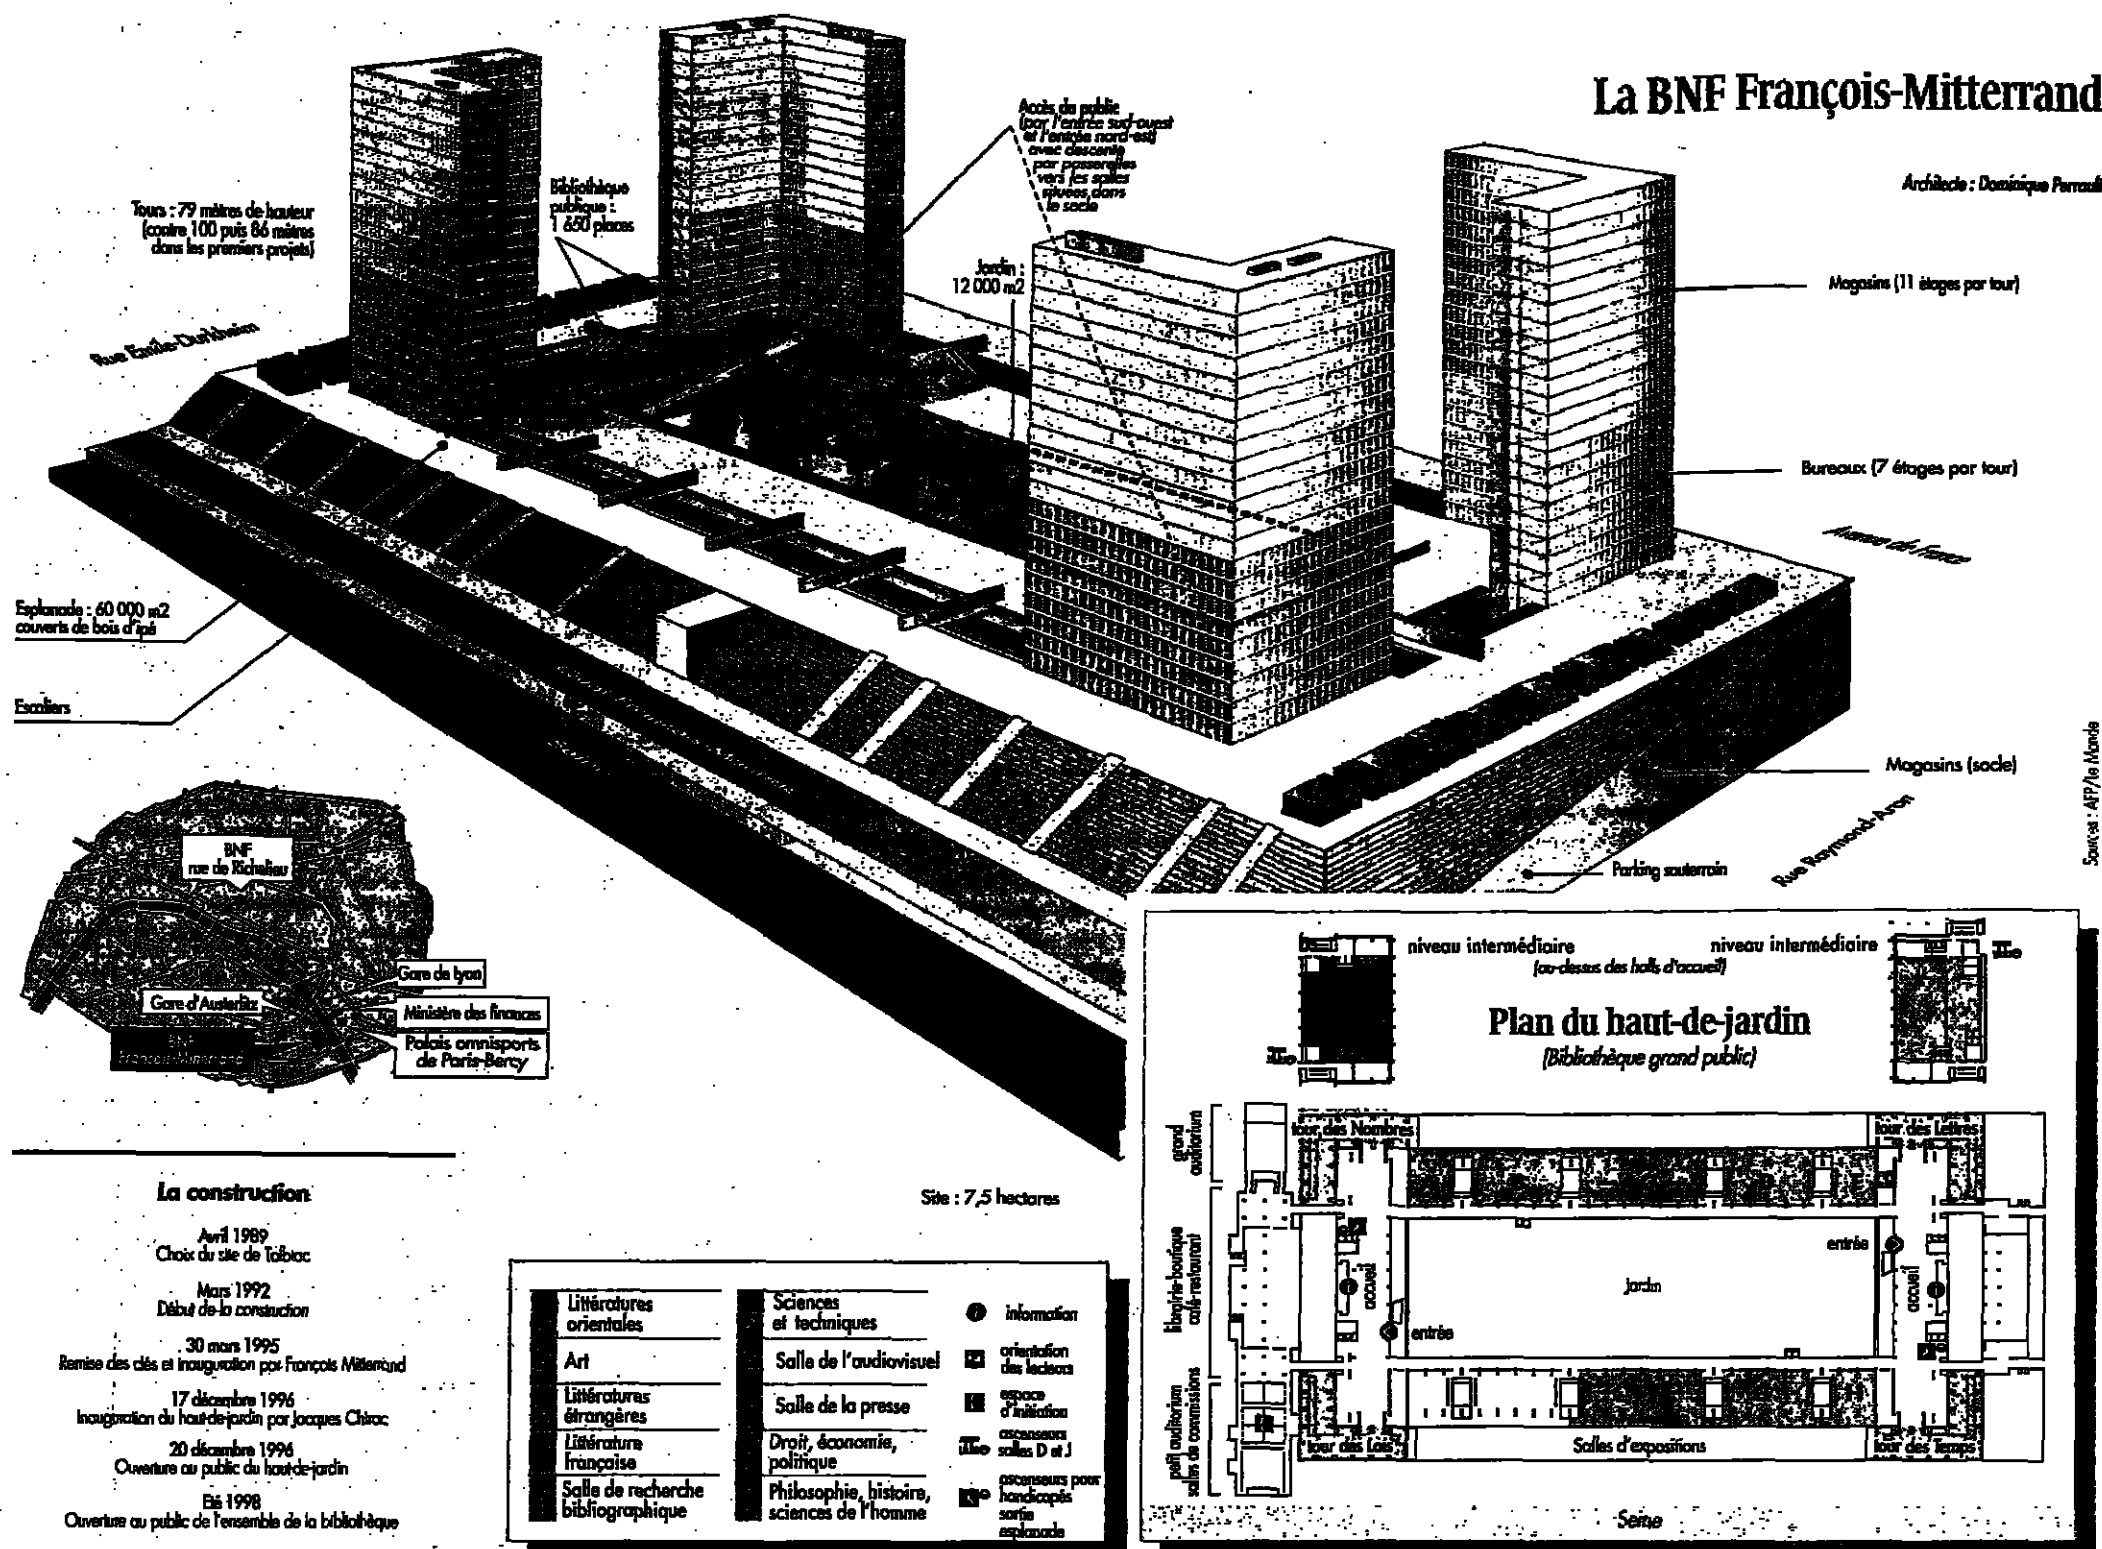 La BNF François-Mitterrand
Architecte : Dominique Perrault
Tours : 79 mètres de hauteur
(contre 100 puis 86 mètres
dans les premiers projets)
Bibliothèque
publique :
1 650 places
Accès du public
(par l'entrée sud-ouest
et l'entrée nord-est)
avec descente
par passerelles
vers les salles
situées dans
le socle
Jardin :
12 000 m2
Magasins (11 étages par tour)
Bureaux (7 étages par tour)
Rue Emile-Durkheim
Avenue de-France
Esplanade : 60 000 m2
couverts de bois d'ipé
Escaliers
Magasins (socle)
Parking souterrain
Rue Raymond-Aron
Sources : AFP/Le Monde
BNF
rue de Richelieu
Gare de Lyon
Gare d'Austerlitz
Ministère des finances
Palais omnisports
de Paris-Bercy
BNF
François-Mitterrand
Site : 7,5 hectares
La construction
Avril 1989
Choix du site de Tolbiac
Mars 1992
Début de la construction
30 mars 1995
Remise des clés et inauguration par François Mitterrand
17 décembre 1996
Inauguration du haut-de-jardin par Jacques Chirac
20 décembre 1996
Ouverture au public du haut-de-jardin
Eté 1998
Ouverture au public de l'ensemble de la bibliothèque
Littératures
orientales
Art
Littératures
étrangères
Littérature
française
Salle de recherche
bibliographique
Sciences
et techniques
Salle de l'audiovisuel
Salle de la presse
Droit, économie,
politique
Philosophie, histoire,
sciences de l'homme
information
orientation
des lecteurs
espace
d'initiation
ascenseurs
salles D et J
ascenseurs pour
handicapés
sortie
esplanade
niveau intermédiaire
niveau intermédiaire
(au-dessus des halls d'accueil)
Plan du haut-de-jardin
(Bibliothèque grand public)
grand
auditorium
tour des Nombres
tour des Lettres
librairie-boutique
café-restaurant
accueil
entrée
jardin
entrée
accueil
petit auditorium
salles de commissions
tour des Lois
Salles d'expositions
tour des Temps
Seine